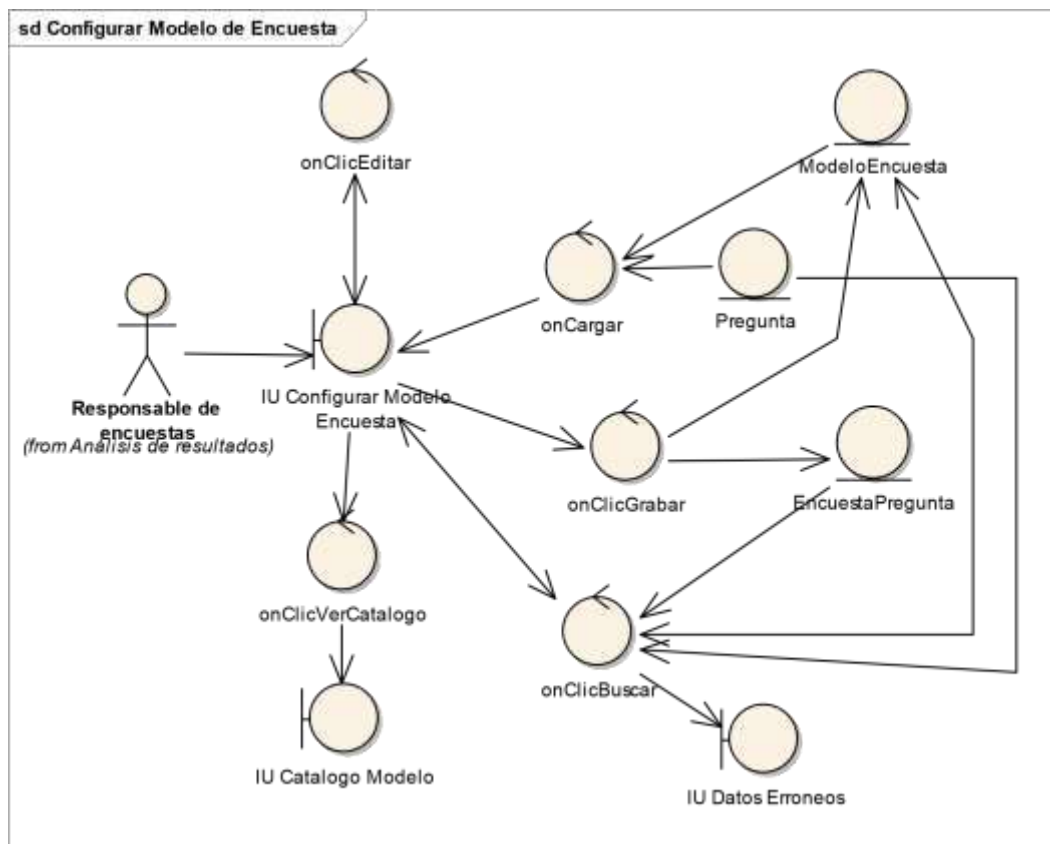 sd Configurar Modelo de Encuesta
onClicEditar
ModeloEncuesta
onCargar
Pregunta
Responsable de
encuestas
(from Análisis de resultados)
IU Configurar Modelo
Encuesta
onClicGrabar
EncuestaPregunta
onClicVerCatalogo
onClicBuscar
IU Catalogo Modelo
IU Datos Erroneos